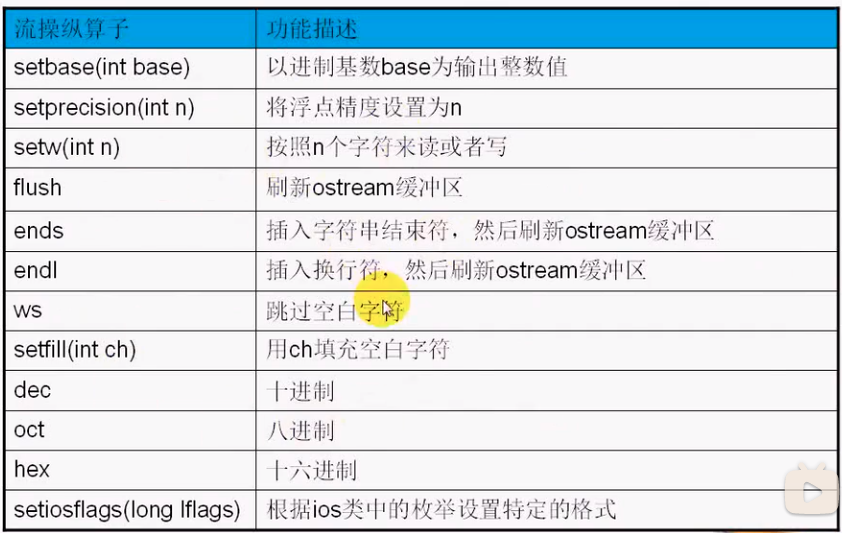 流操纵算子 功能描述
setbase(int base) 以进制基数base为输出整数值
setprecision(int n) 将浮点精度设置为n
setw(int n) 按照n个字符来读或者写
flush 刷新ostream缓冲区
ends 插入字符串结束符，然后刷新ostream缓冲区
endl 插入换行符，然后刷新ostream缓冲区
ws 跳过空白字符
setfill(int ch) 用ch填充空白字符
dec 十进制
oct 八进制
hex 十六进制
setiosflags(long lflags) 根据ios类中的枚举设置特定的格式